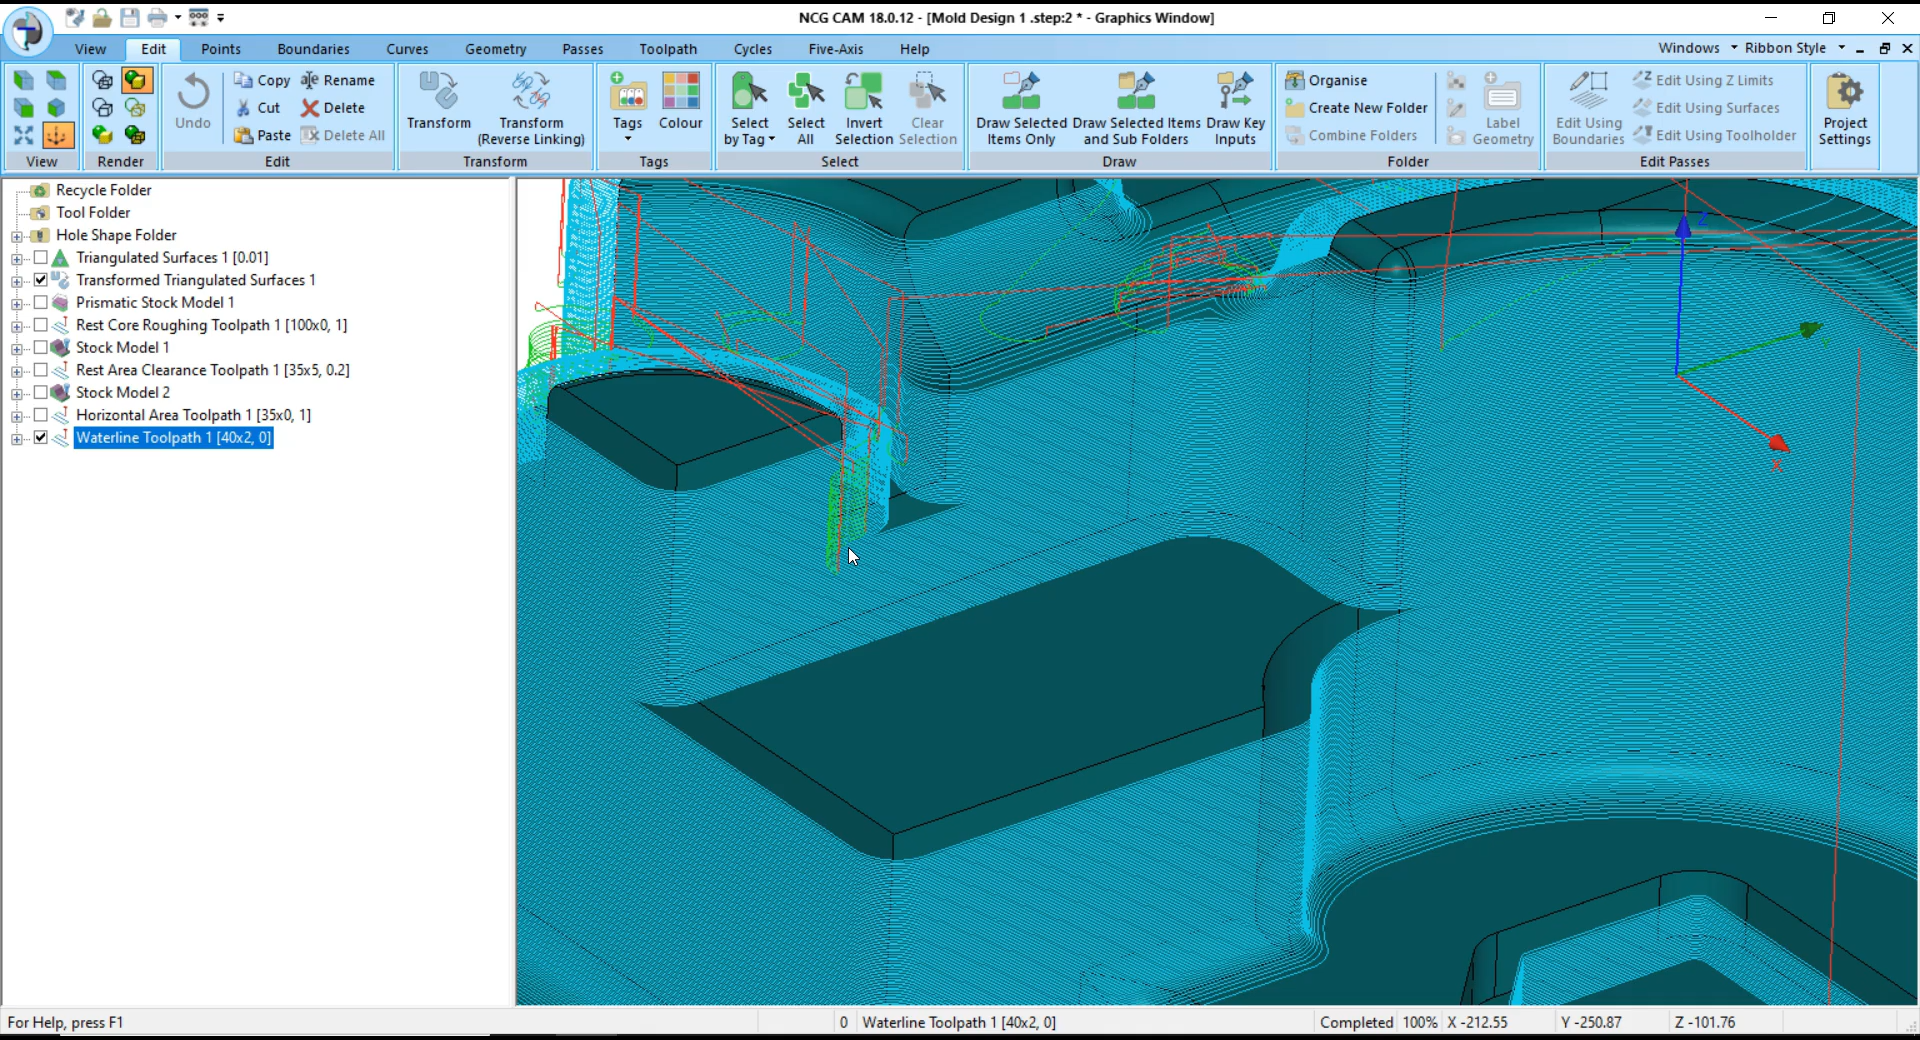 NCG CAM 18.0.12 - [Mold Design 1 .step:2 * - Graphics Window]
View Edit Points Boundaries Curves Geometry Passes Toolpath Cycles Five-Axis Help Windows Ribbon Style
Undo Copy Rename
Cut Delete
Paste Delete All
Transform Transform (Reverse Linking)
Tags Colour
Select by Tag Select All Invert Selection Clear Selection
Draw Selected Items Only Draw Selected Items and Sub Folders Draw Key Inputs
Organise
Create New Folder
Combine Folders
Label Geometry
Edit Using Boundaries
Edit Using Z Limits
Edit Using Surfaces
Edit Using Toolholder
Project Settings
View Render Edit Transform Tags Select Draw Folder Edit Passes
Recycle Folder
Tool Folder
Hole Shape Folder
Triangulated Surfaces 1 [0.01]
Transformed Triangulated Surfaces 1
Prismatic Stock Model 1
Rest Core Roughing Toolpath 1 [100x0, 1]
Stock Model 1
Rest Area Clearance Toolpath 1 [35x5, 0.2]
Stock Model 2
Horizontal Area Toolpath 1 [35x0, 1]
Waterline Toolpath 1 [40x2, 0]
Z
Y
X
For Help, press F1 0 Waterline Toolpath 1 [40x2, 0] Completed 100% X -212.55 Y -250.87 Z -101.76